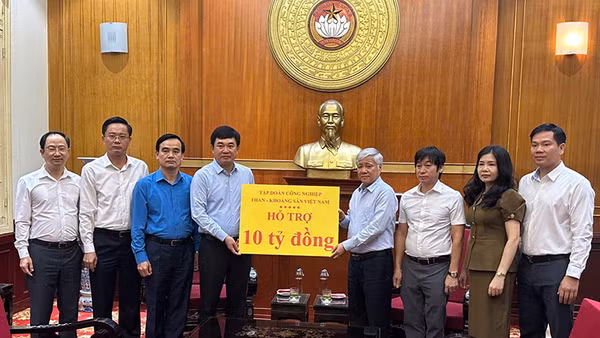 TẬP ĐOÀN CÔNG NGHIỆP
THAN - KHOÁNG SẢN VIỆT NAM
HỖ TRỢ
10 tỷ đồng